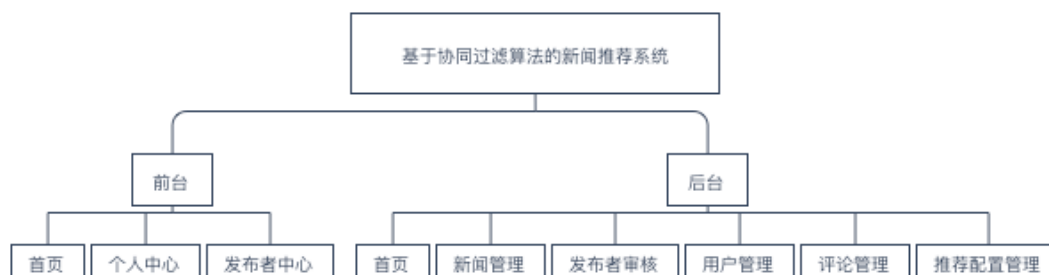 基于协同过滤算法的新闻推荐系统
前台
后台
首页
个人中心
发布者中心
首页
新闻管理
发布者审核
用户管理
评论管理
推荐配置管理